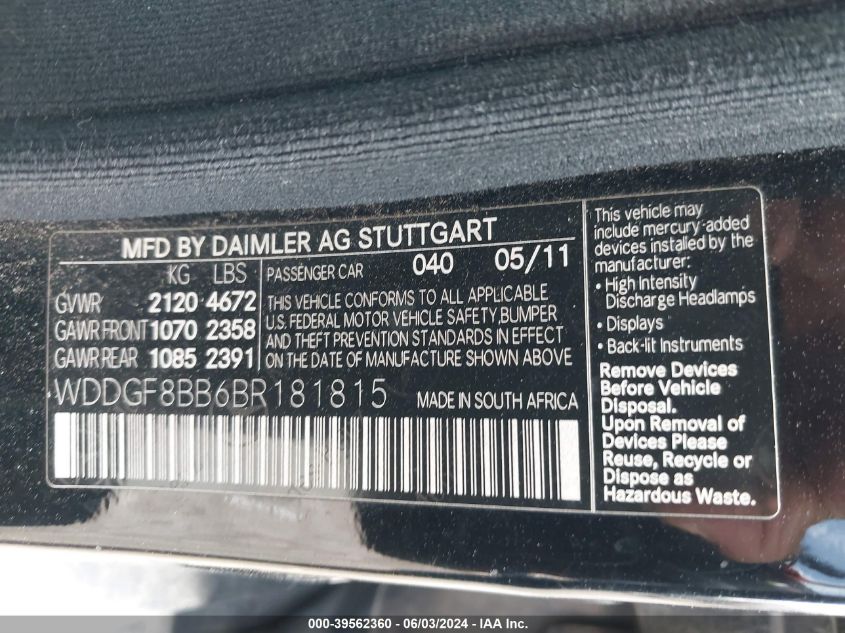 MFD BY DAIMLER AG STUTTGART
KG LBS
GVWR 2120 4672
GAWR FRONT 1070 2358
GAWR REAR 1085 2391
PASSENGER CAR 040 05/11
THIS VEHICLE CONFORMS TO ALL APPLICABLE
U.S. FEDERAL MOTOR VEHICLE SAFETY, BUMPER
AND THEFT PREVENTION STANDARDS IN EFFECT
ON THE DATE OF MANUFACTURE SHOWN ABOVE
WDDGF8BB6BR181815
MADE IN SOUTH AFRICA
This vehicle may
include mercury-added
devices installed by the
manufacturer:
• High Intensity
Discharge Headlamps
• Displays
• Back-lit Instruments
Remove Devices
Before Vehicle
Disposal.
Upon Removal of
Devices Please
Reuse, Recycle or
Dispose as
Hazardous Waste.
000-39562360 - 06/03/2024 - IAA Inc.